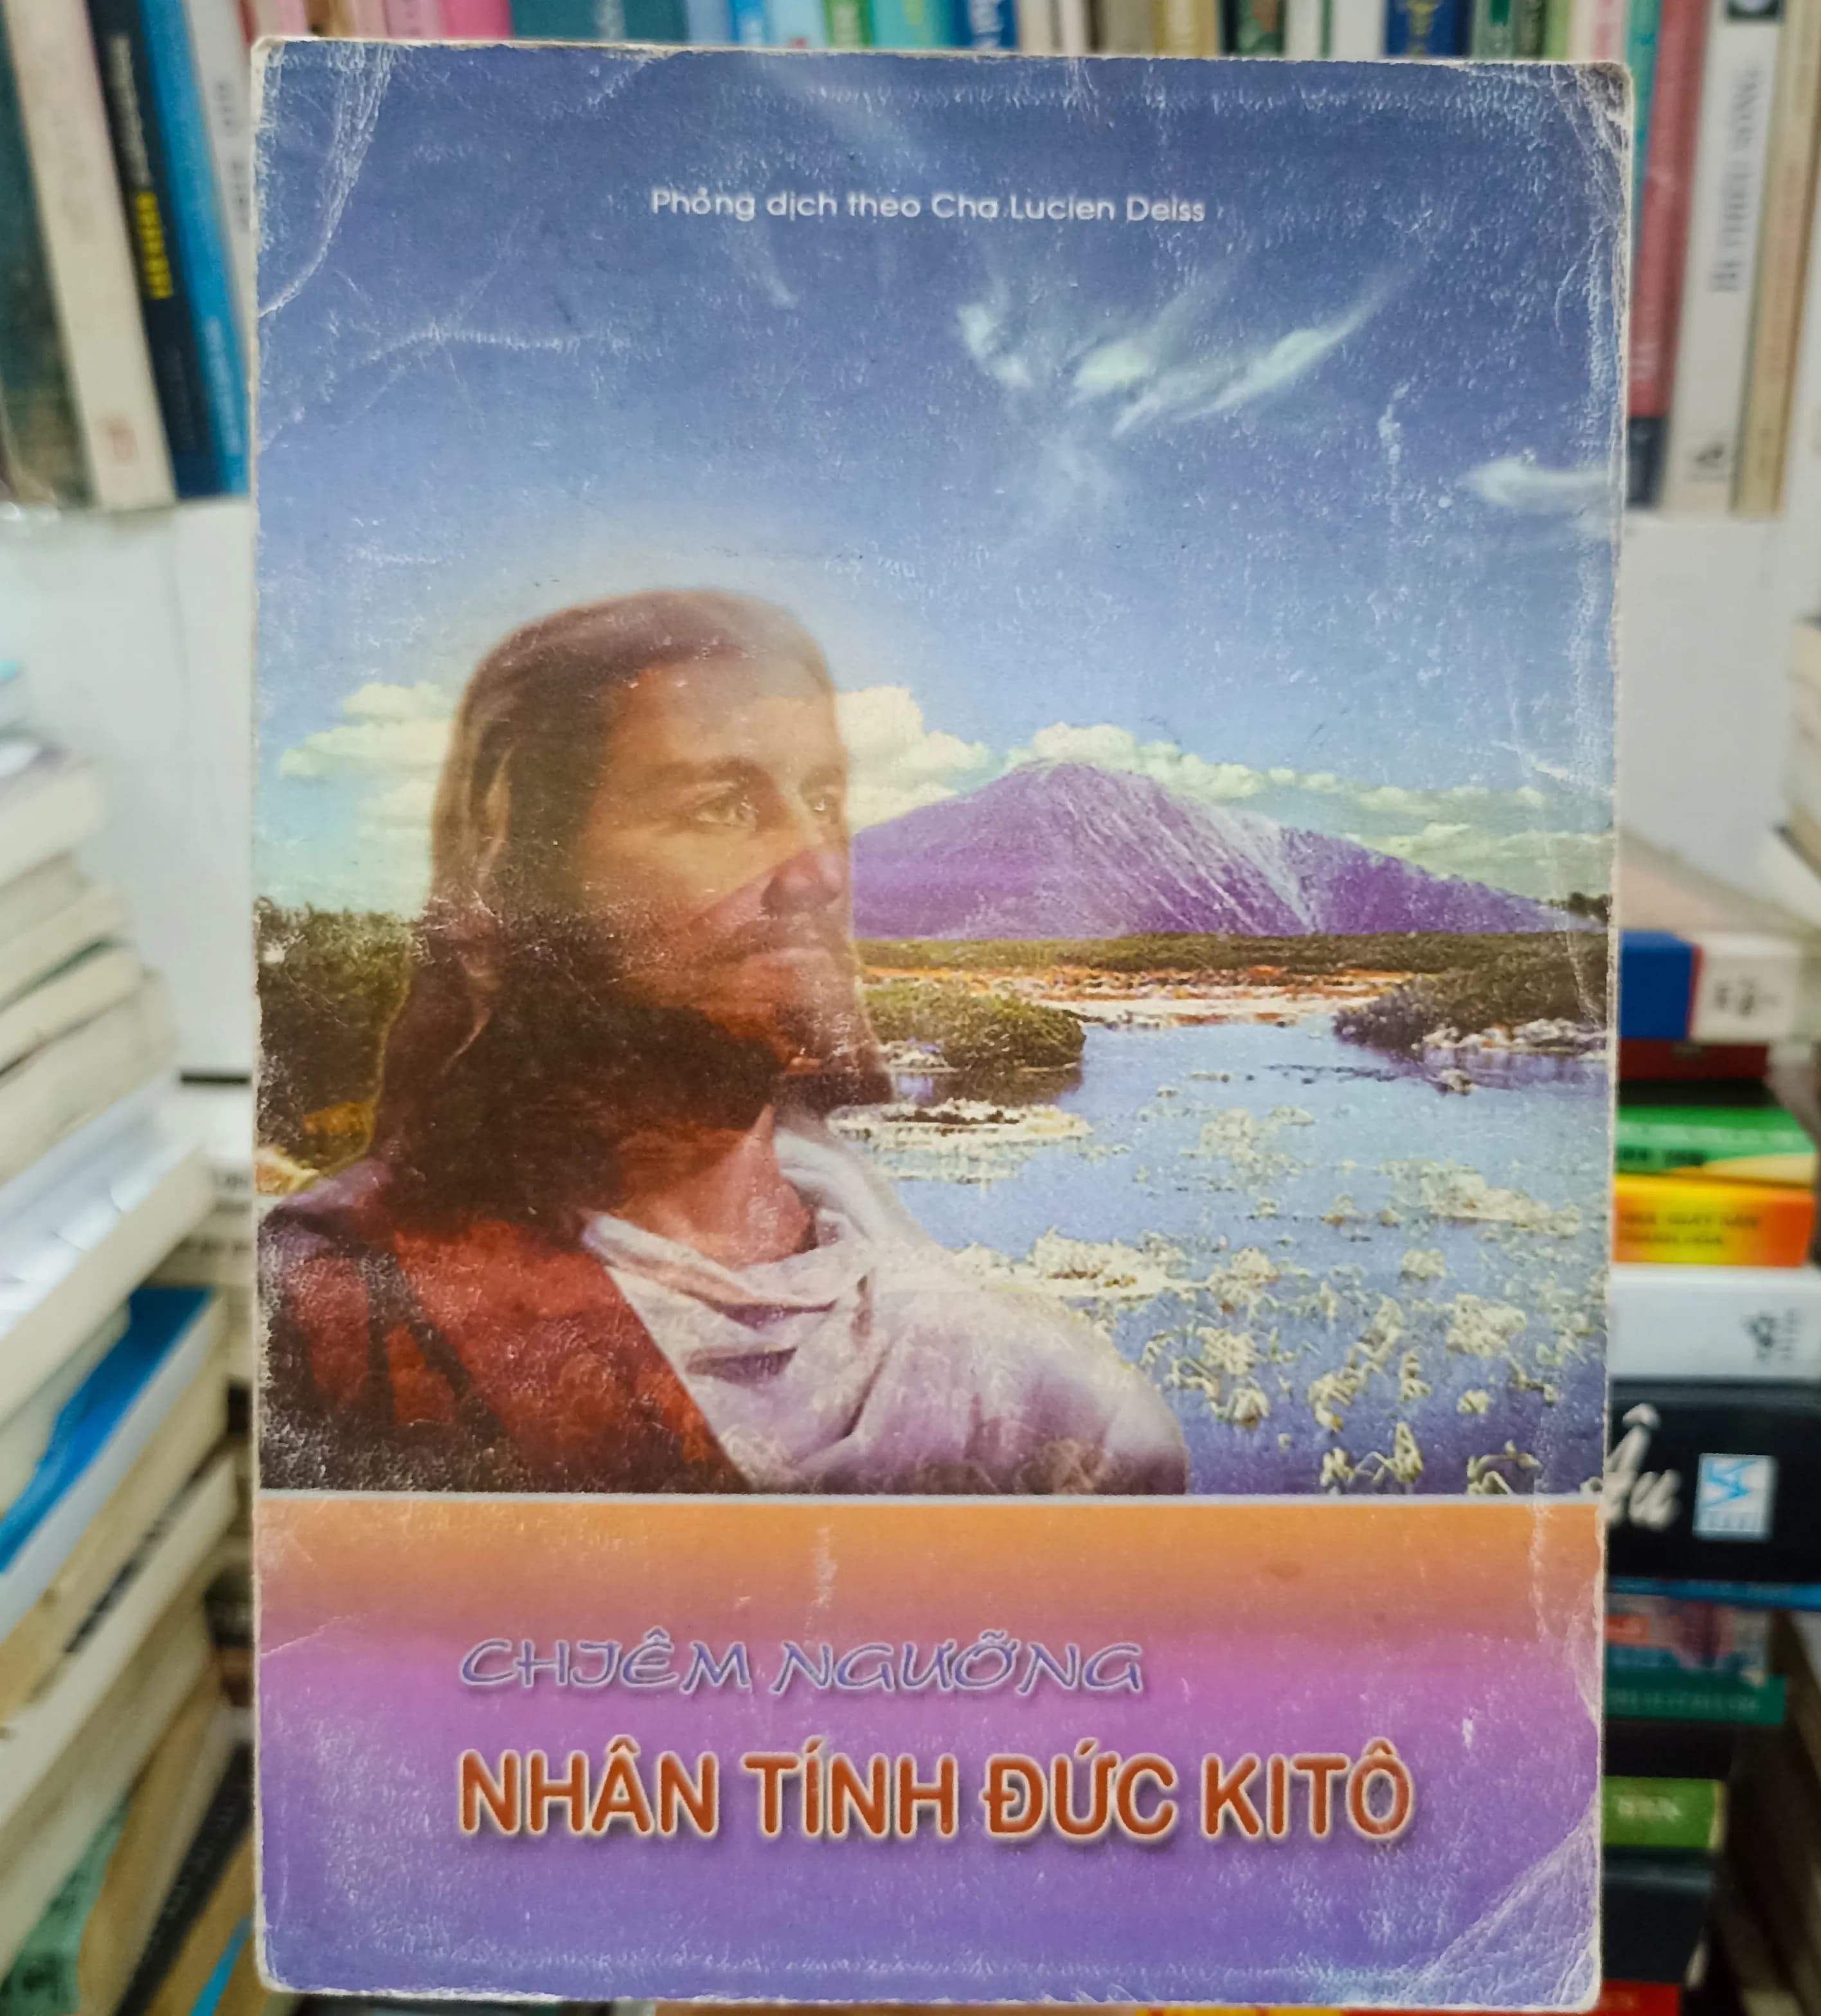 Phỏng dịch theo Cha Lucien Deiss
CHIÊM NGƯỠNG
NHÂN TÍNH ĐỨC KITÔ